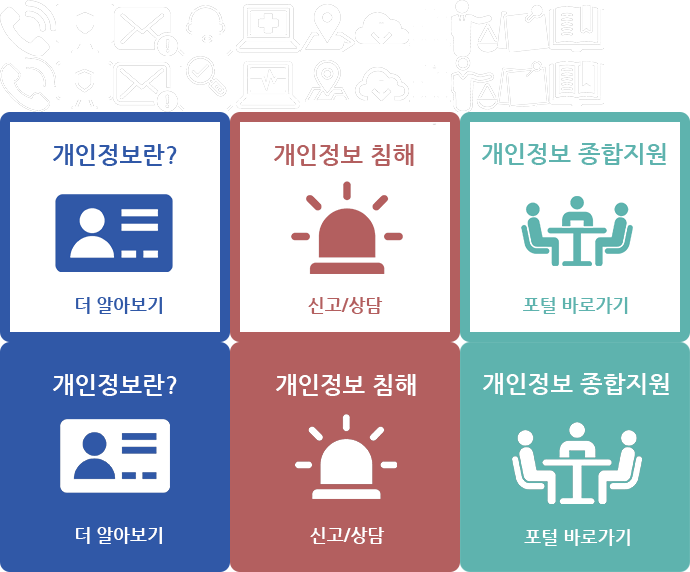 개인정보란?
개인정보 침해
개인정보 종합지원
더 알아보기
신고/상담
포털 바로가기
개인정보란?
개인정보 침해
개인정보 종합지원
더 알아보기
신고/상담
포털 바로가기